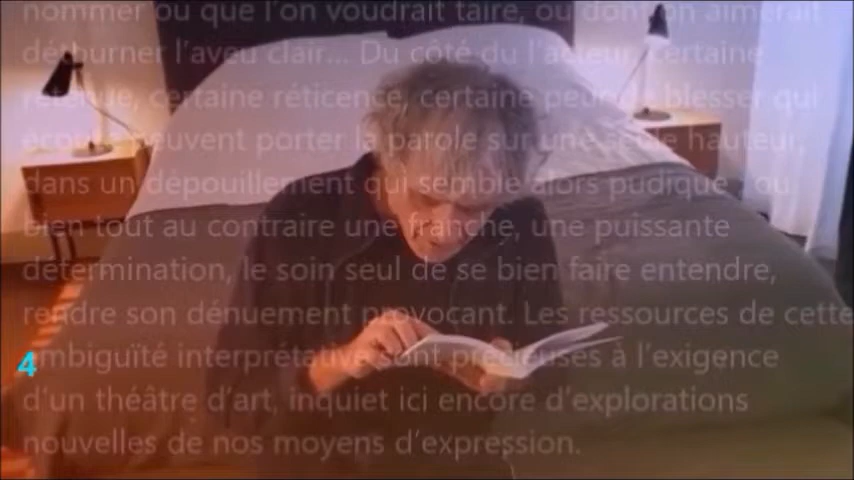 nommer ou que l'on voudrait taire, ou dont on aimerait
détourner l'aveu clair... Du côté du l'acteur, certaine
retenue, certaine réticence, certaine peur de blesser qui
écoute, peuvent porter la parole sur une seule hauteur,
dans un dépouillement qui semble alors pudique, ou
bien tout au contraire une franche, une puissante
détermination, le soin seul de se bien faire entendre,
rendre son dénuement provocant. Les ressources de cette
ambiguïté interprétative sont précieuses à l'exigence
d'un théâtre d'art, inquiet ici encore d'explorations
nouvelles de nos moyens d'expression.
4